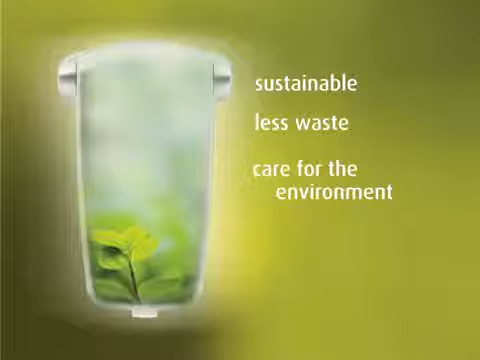 sustainable
less waste
care for the
environment